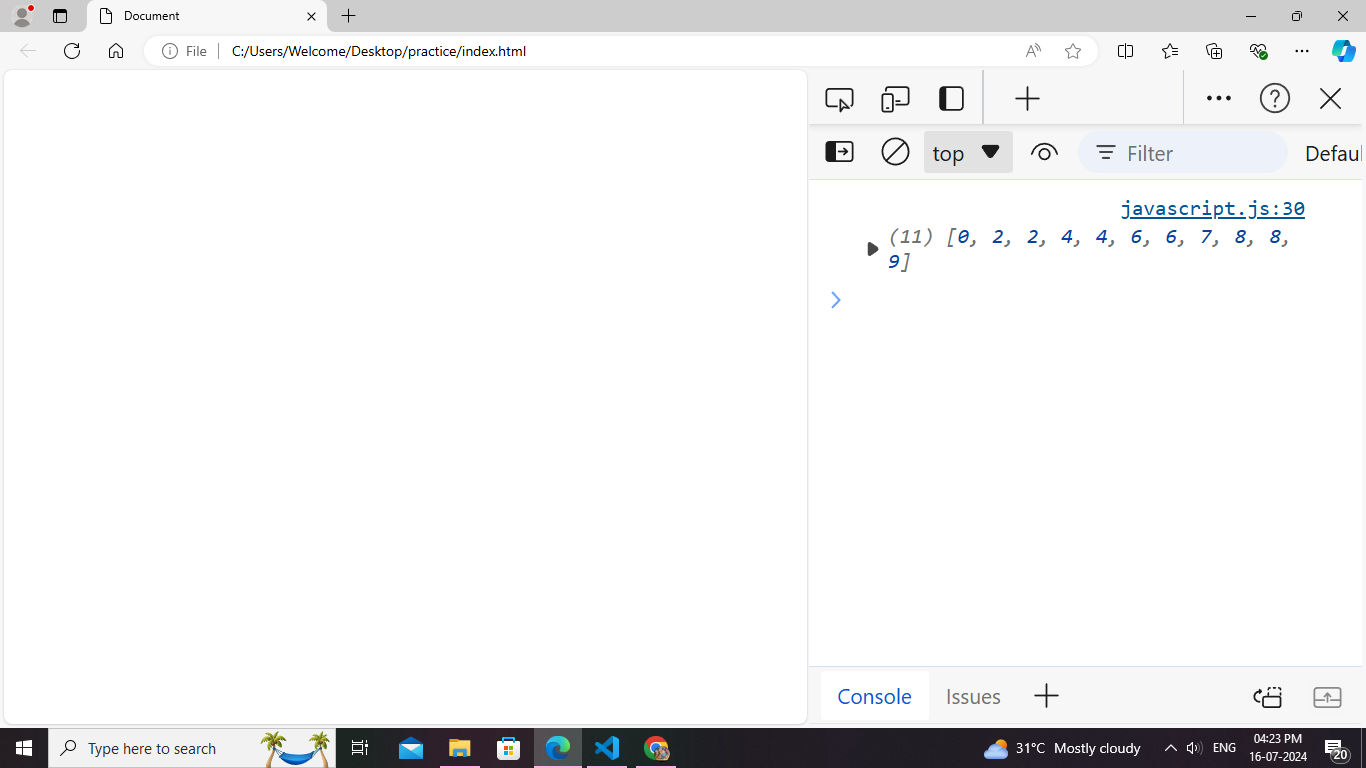 Document
File
C:/Users/Welcome/Desktop/practice/index.html
top
Filter
Defaul
javascript.js:30
(11) [0, 2, 2, 4, 4, 6, 6, 7, 8, 8,
9]
Console
Issues
Type here to search
31°C Mostly cloudy
ENG
04:23 PM
16-07-2024
20